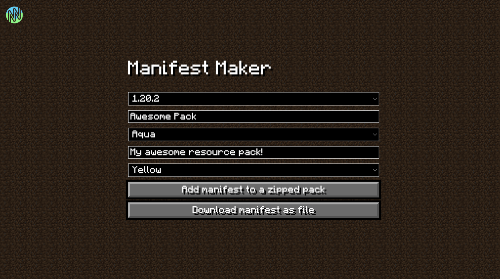 Manifest Maker
1.20.2
Awesome Pack
Aqua
My awesome resource pack!
Yellow
Add manifest to a zipped pack
Download manifest as file